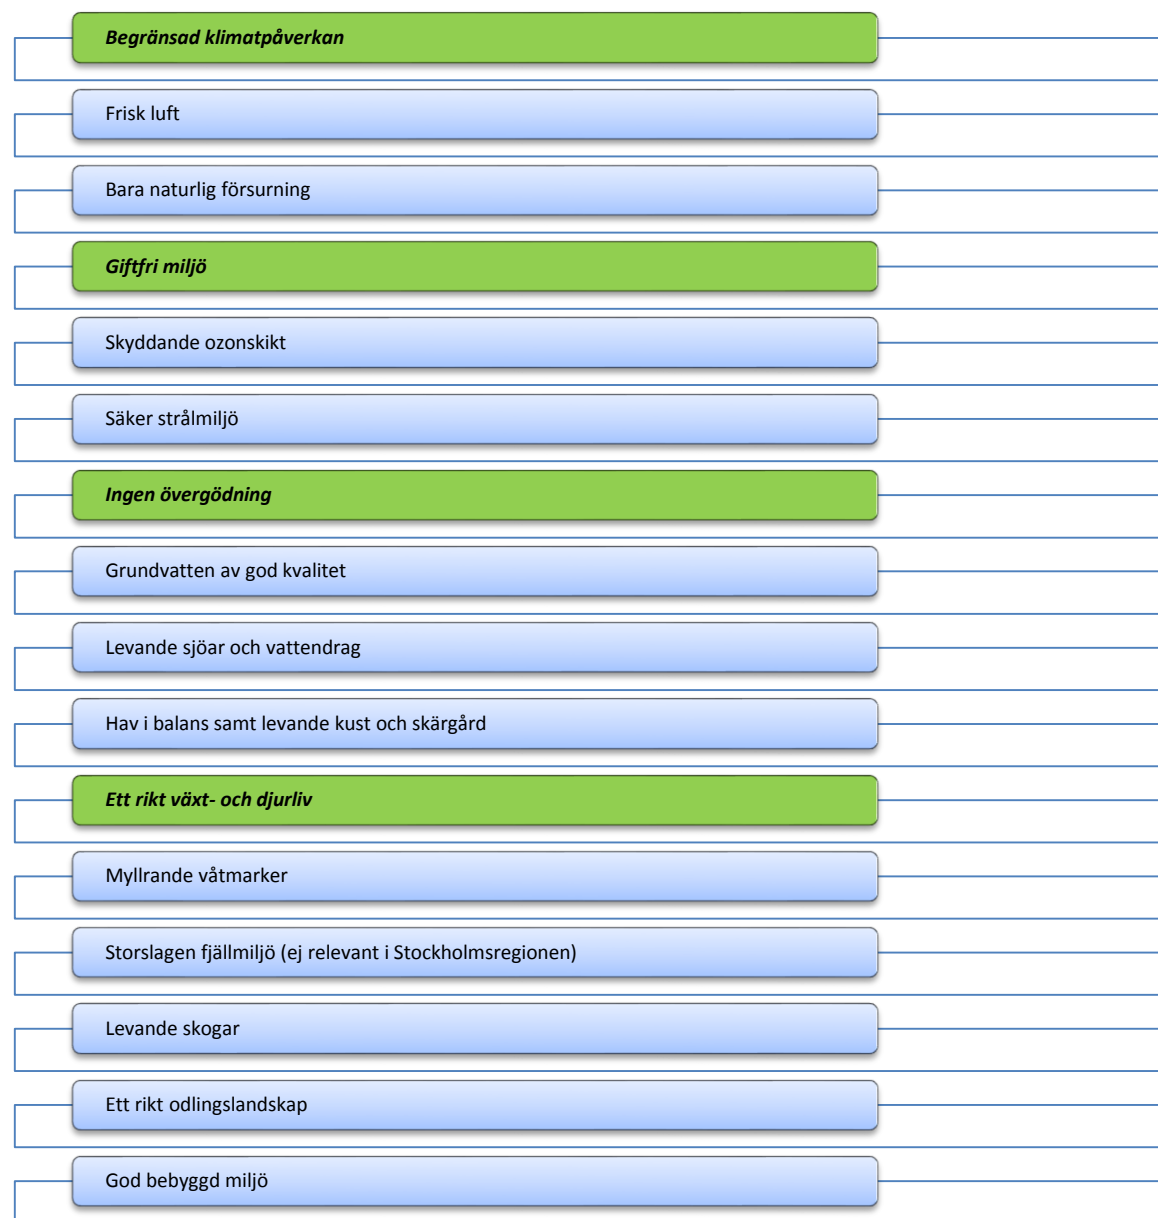 Begränsad klimatpåverkan
Frisk luft
Bara naturlig försurning
Giftfri miljö
Skyddande ozonskikt
Säker strålmiljö
Ingen övergödning
Grundvatten av god kvalitet
Levande sjöar och vattendrag
Hav i balans samt levande kust och skärgård
Ett rikt växt- och djurliv
Myllrande våtmarker
Storslagen fjällmiljö (ej relevant i Stockholmsregionen)
Levande skogar
Ett rikt odlingslandskap
God bebyggd miljö